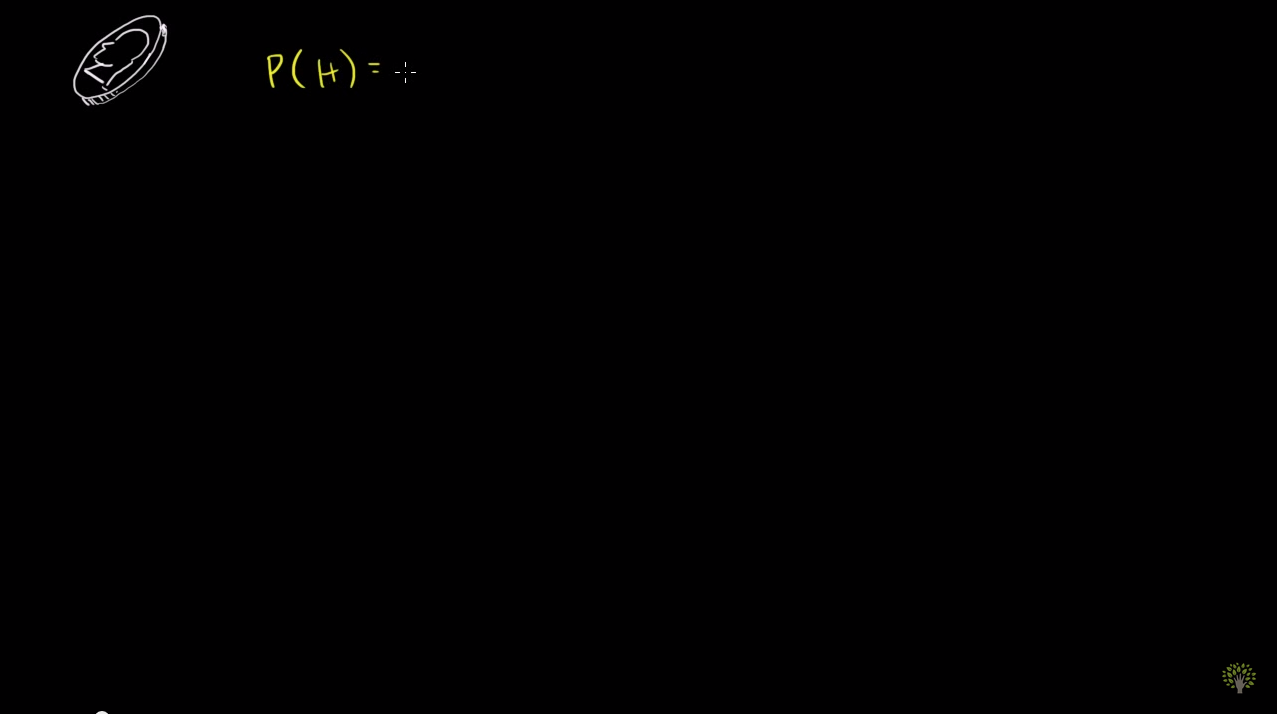 P(H) =